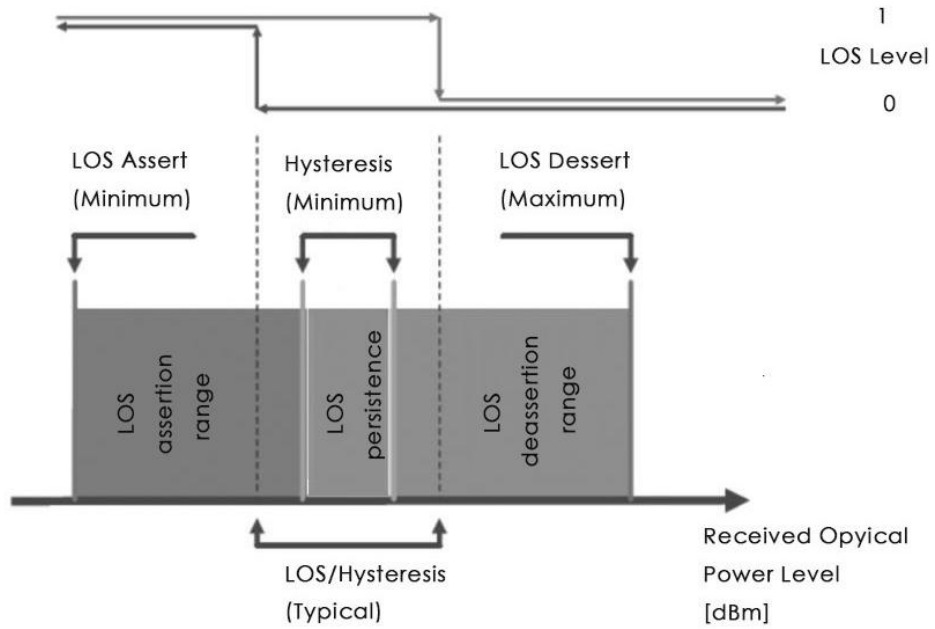 1
LOS Level
0
LOS Assert
(Minimum)
Hysteresis
(Minimum)
LOS Dessert
(Maximum)
LOS
assertion
range
LOS
persistence
LOS
deassertion
range
LOS/Hysteresis
(Typical)
Received Opyical
Power Level
[dBm]